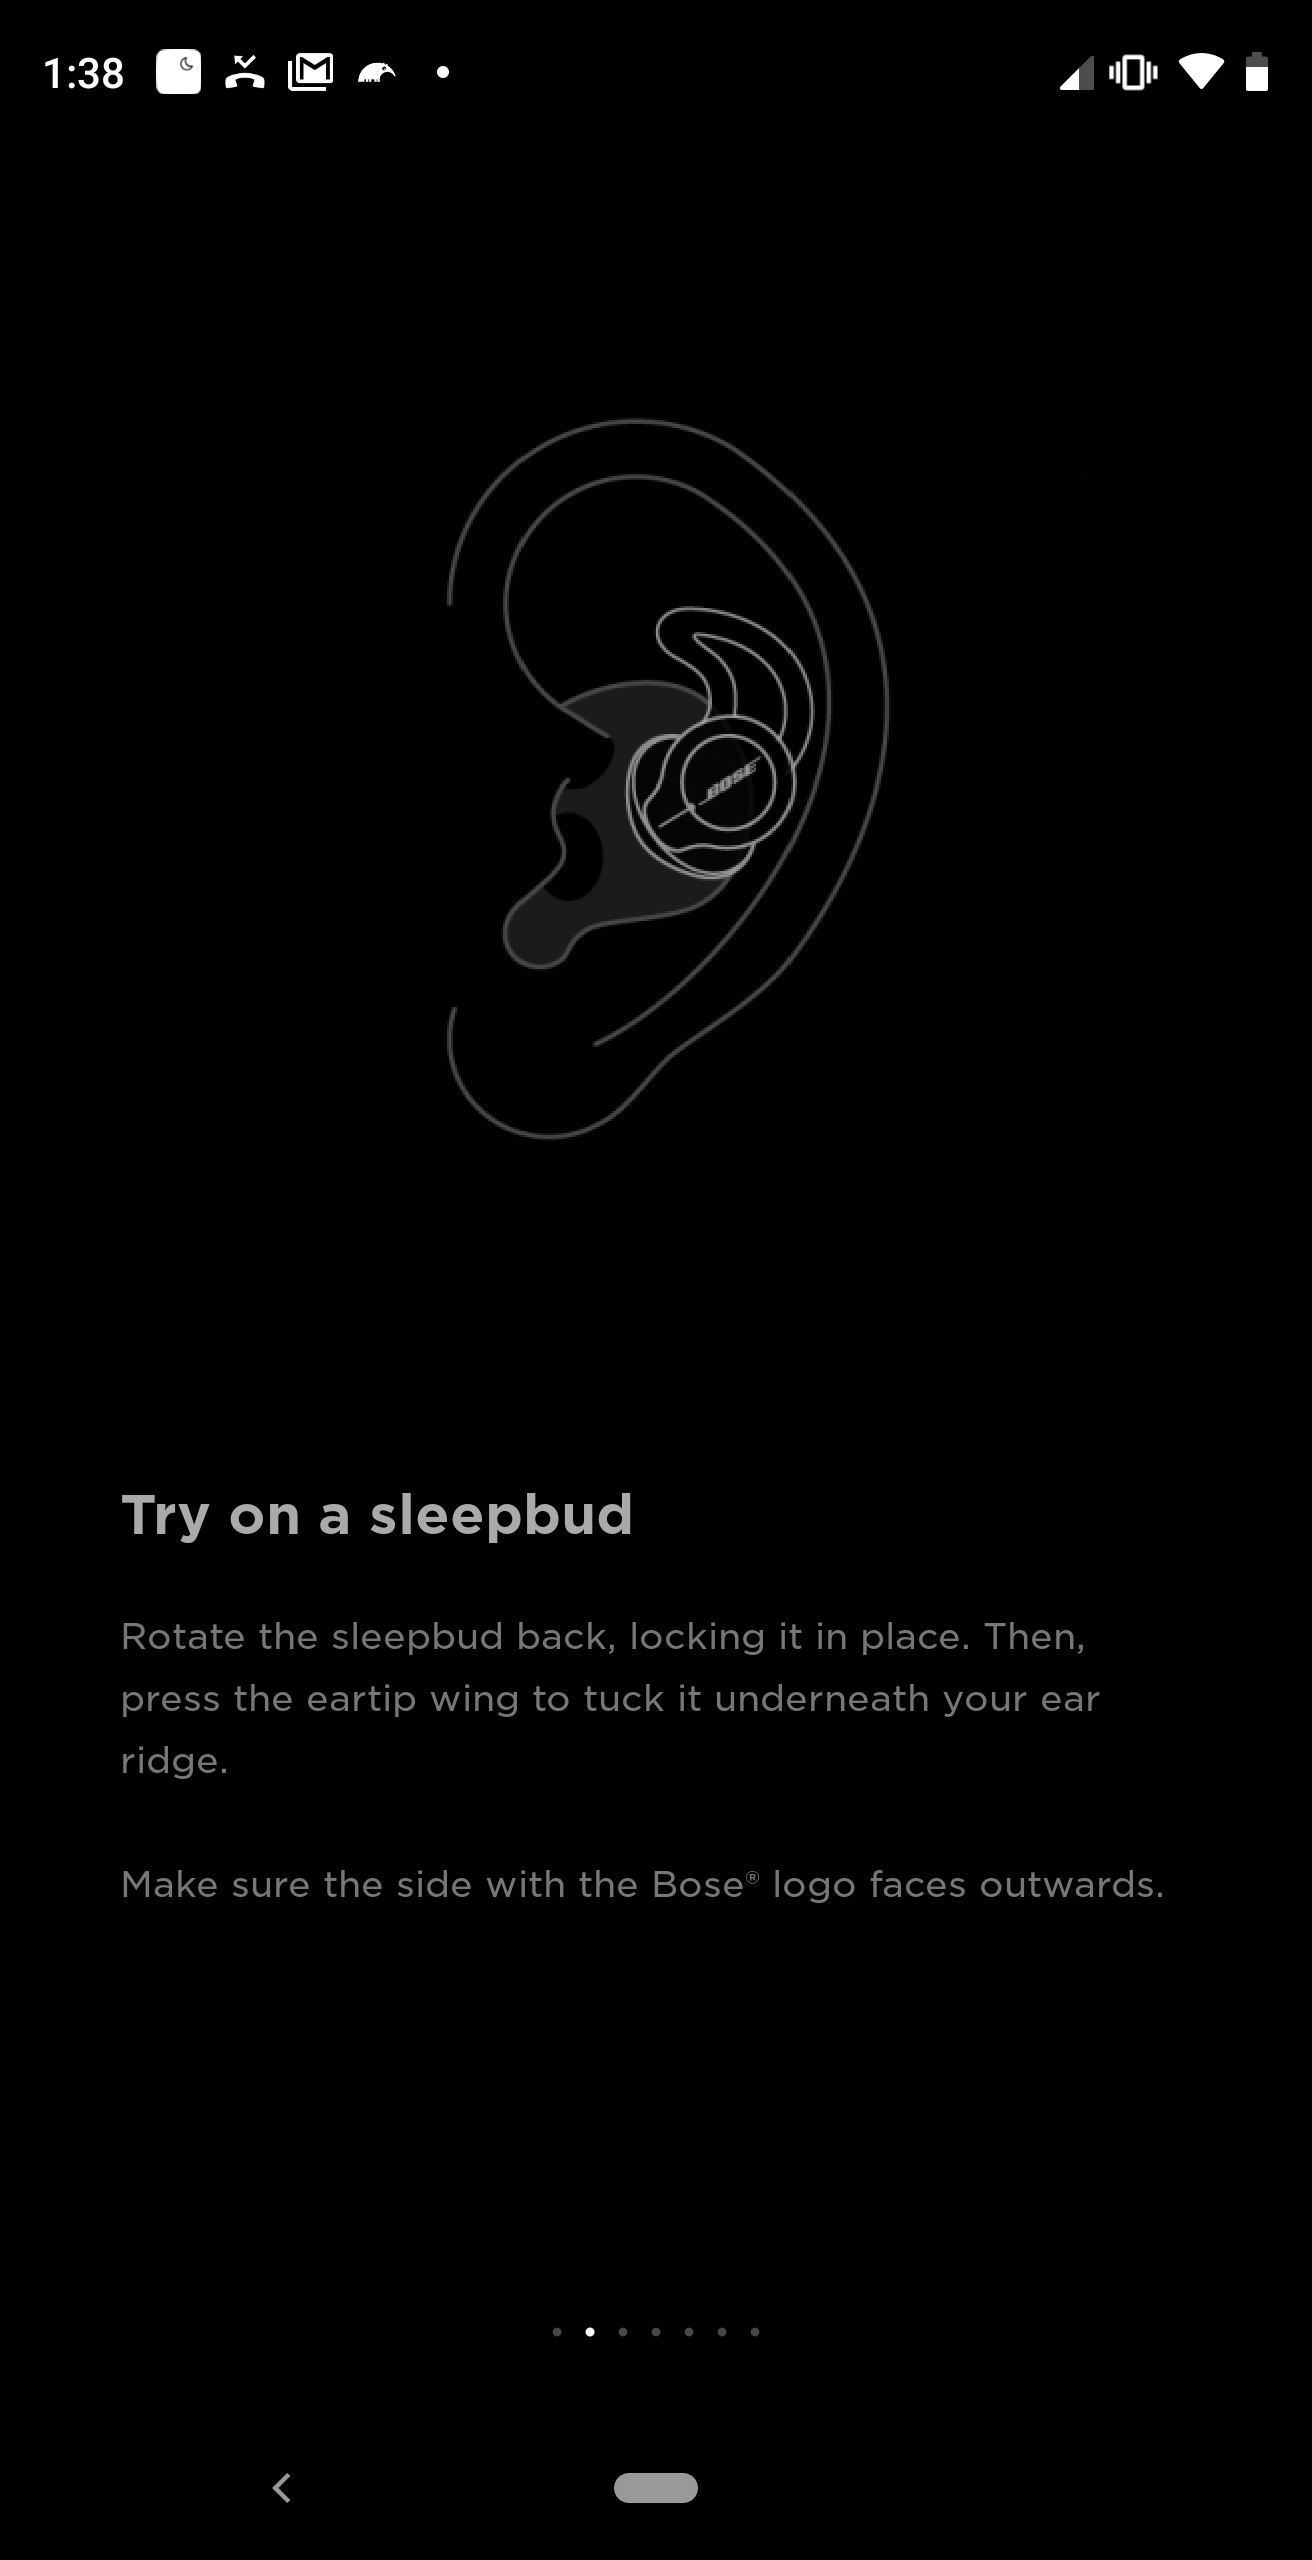 1:38
BOSE
Try on a sleepbud
Rotate the sleepbud back, locking it in place. Then,
press the eartip wing to tuck it underneath your ear
ridge.
Make sure the side with the Bose® logo faces outwards.